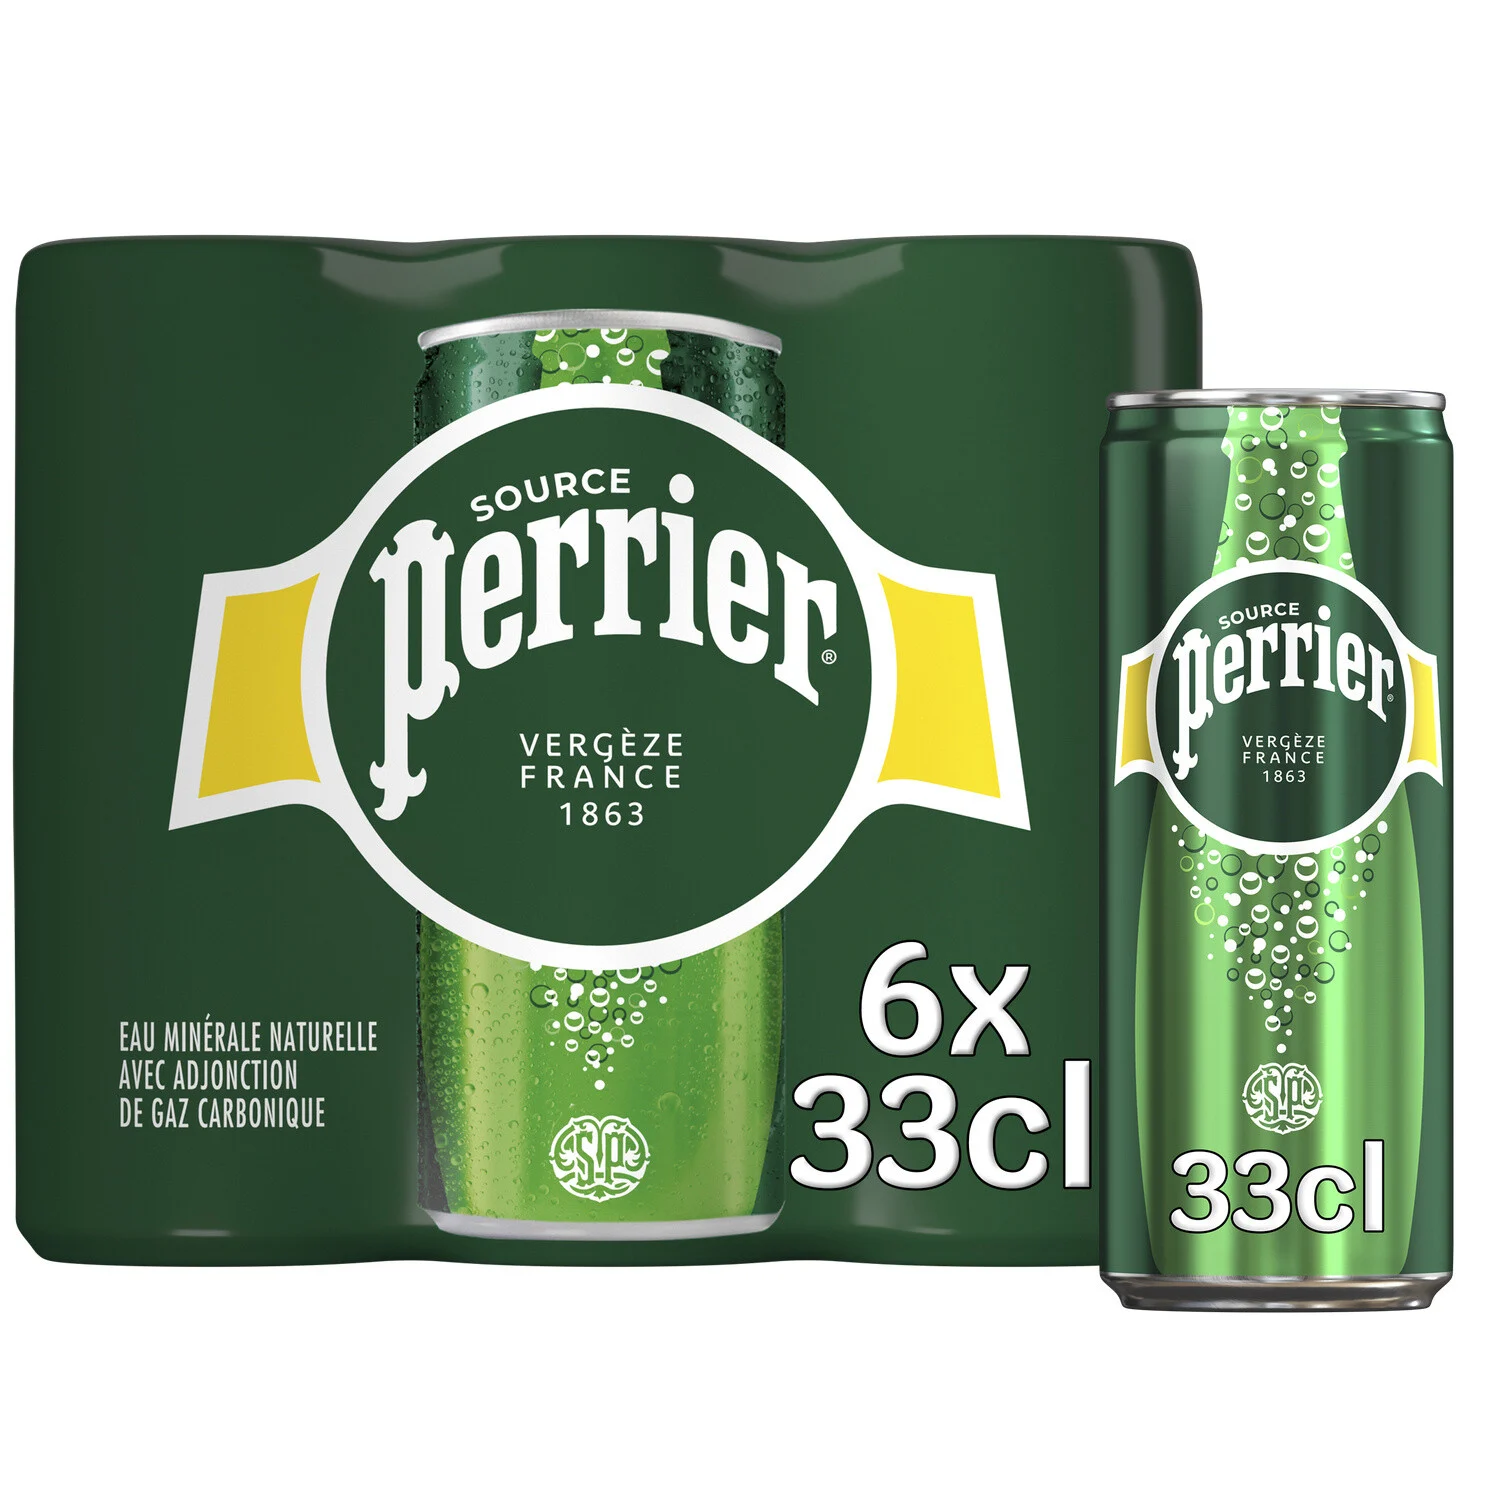 SOURCE
perrier®
VERGÈZE
FRANCE
1863
EAU MINÉRALE NATURELLE
AVEC ADJONCTION
DE GAZ CARBONIQUE
S.P.
6x
33cl
SOURCE
perrier®
VERGÈZE
FRANCE
1863
S.P.
33cl